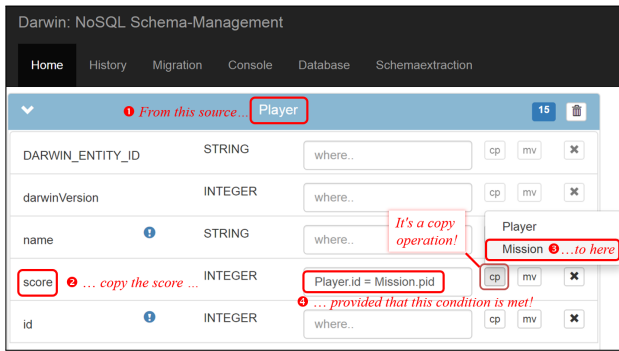 Darwin: NoSQL Schema-Management
Home History Migration Console Database Schemaextraction
❶ From this source… Player 15
DARWIN_ENTITY_ID STRING where.. cp mv ✖
darwinVersion INTEGER where.. cp mv ✖
name STRING where..
It's a copy
operation!
Player
Mission ❸ …to here
score ❷ … copy the score … INTEGER Player.id = Mission.pid cp mv ✖
❹ … provided that this condition is met!
id INTEGER where.. cp mv ✖